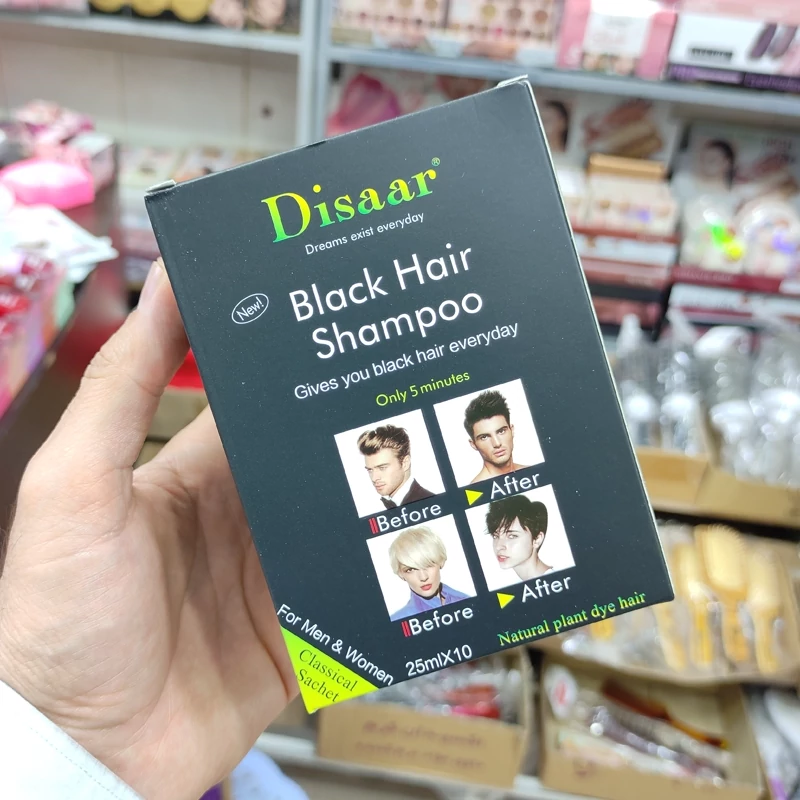 Disaar®
Dreams exist everyday
New!
Black Hair
Shampoo
Gives you black hair everyday
Only 5 minutes
Before
After
Before
After
For Men & Women
Classical
Sachet
25mlX10
Natural plant dye hair